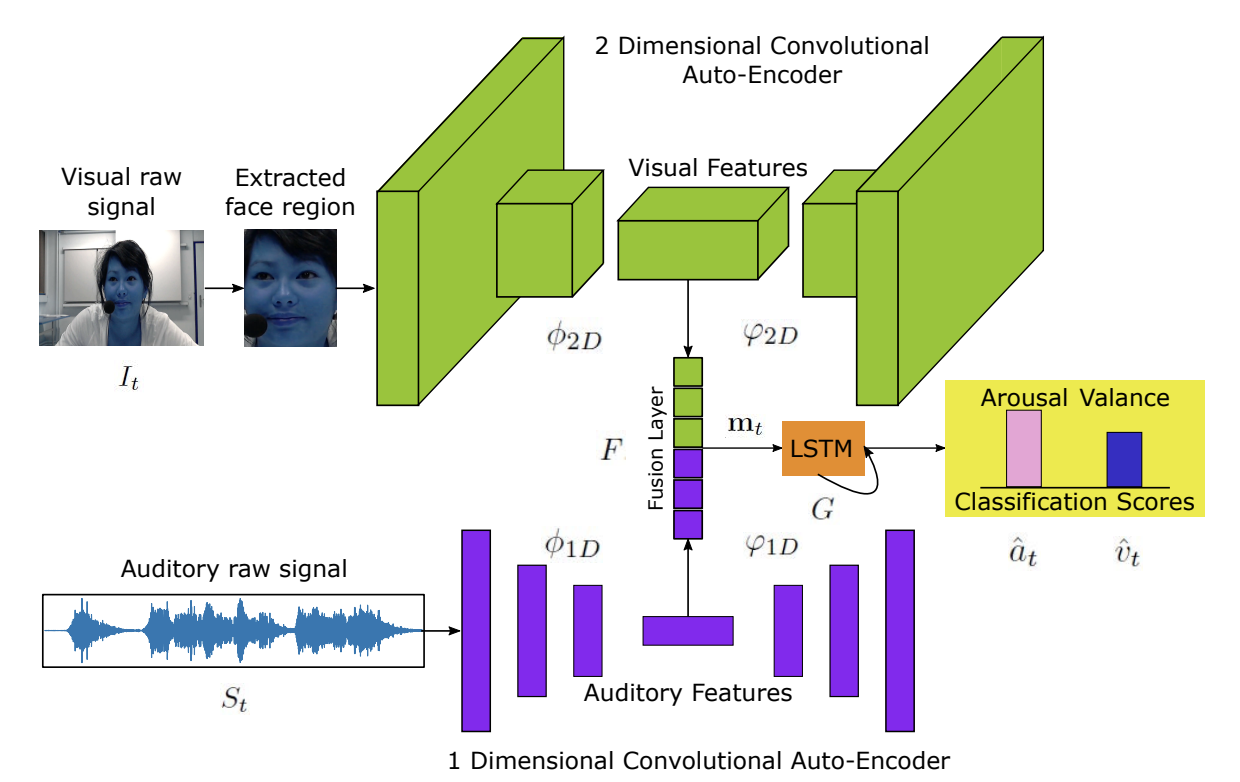 2 Dimensional Convolutional
Auto-Encoder
Visual raw
signal
Extracted
face region
Visual Features
$I_t$
$\phi_{2D}$
$\varphi_{2D}$
Fusion Layer
$F$
$\mathbf{m}_t$
LSTM
$G$
Arousal Valance
Classification Scores
$\hat{a}_t$
$\hat{v}_t$
$\phi_{1D}$
$\varphi_{1D}$
Auditory raw signal
$S_t$
Auditory Features
1 Dimensional Convolutional Auto-Encoder